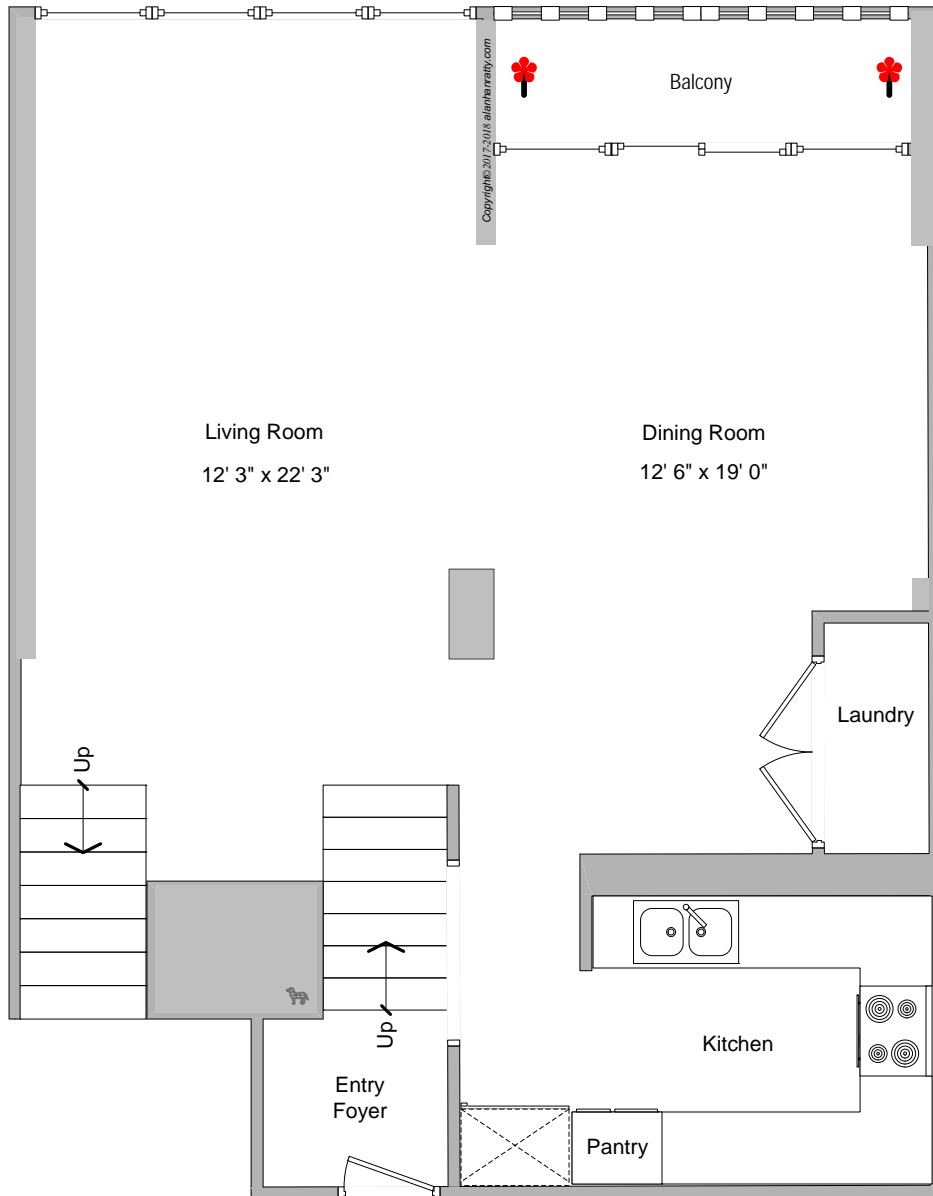 Balcony
Copyright©2017-2018 alanhanratty.com
Living Room
12' 3" x 22' 3"
Dining Room
12' 6" x 19' 0"
Laundry
Up
Up
Kitchen
Entry
Foyer
Pantry